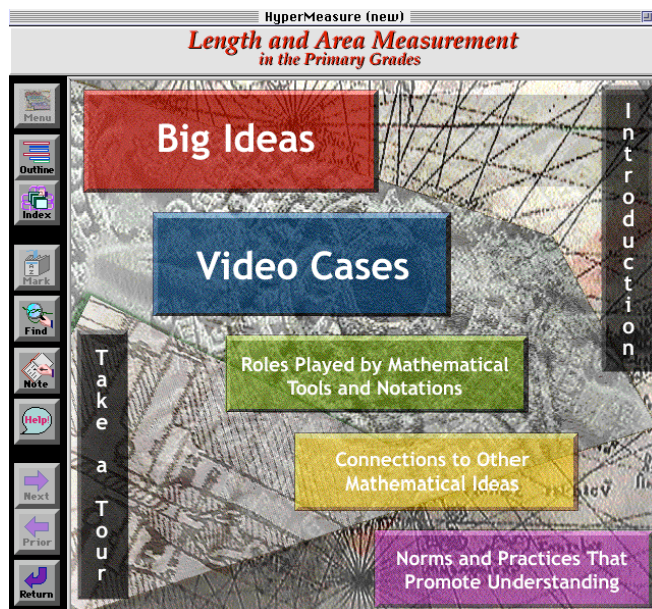 HyperMeasure (new)
Length and Area Measurement
in the Primary Grades
Menu
Outline
Index
Mark
Find
Note
Help!
Next
Prior
Return
Big Ideas
Video Cases
Roles Played by Mathematical
Tools and Notations
Connections to Other
Mathematical Ideas
Norms and Practices That
Promote Understanding
Introduction
Take a Tour